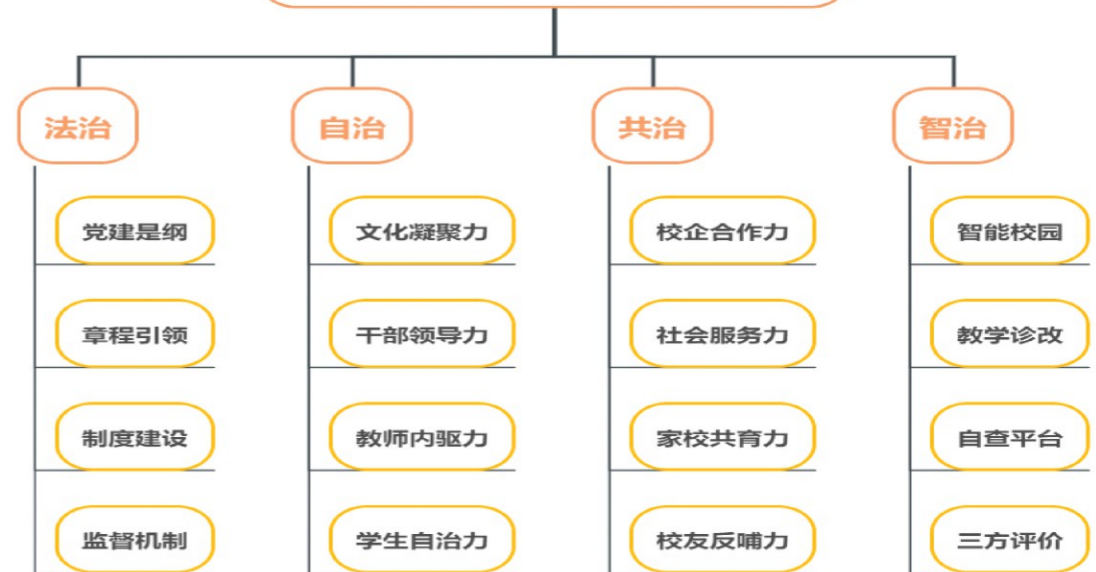 法治
自治
共治
智治
党建是纲
文化凝聚力
校企合作力
智能校园
章程引领
干部领导力
社会服务力
教学诊改
制度建设
教师内驱力
家校共育力
自查平台
监督机制
学生自治力
校友反哺力
三方评价